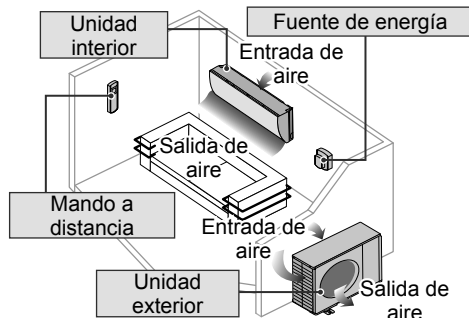 Unidad
interior
Fuente de energía
Entrada de
aire
Salida de
aire
Mando a
distancia
Entrada de
aire
Unidad
exterior
Salida de
aire